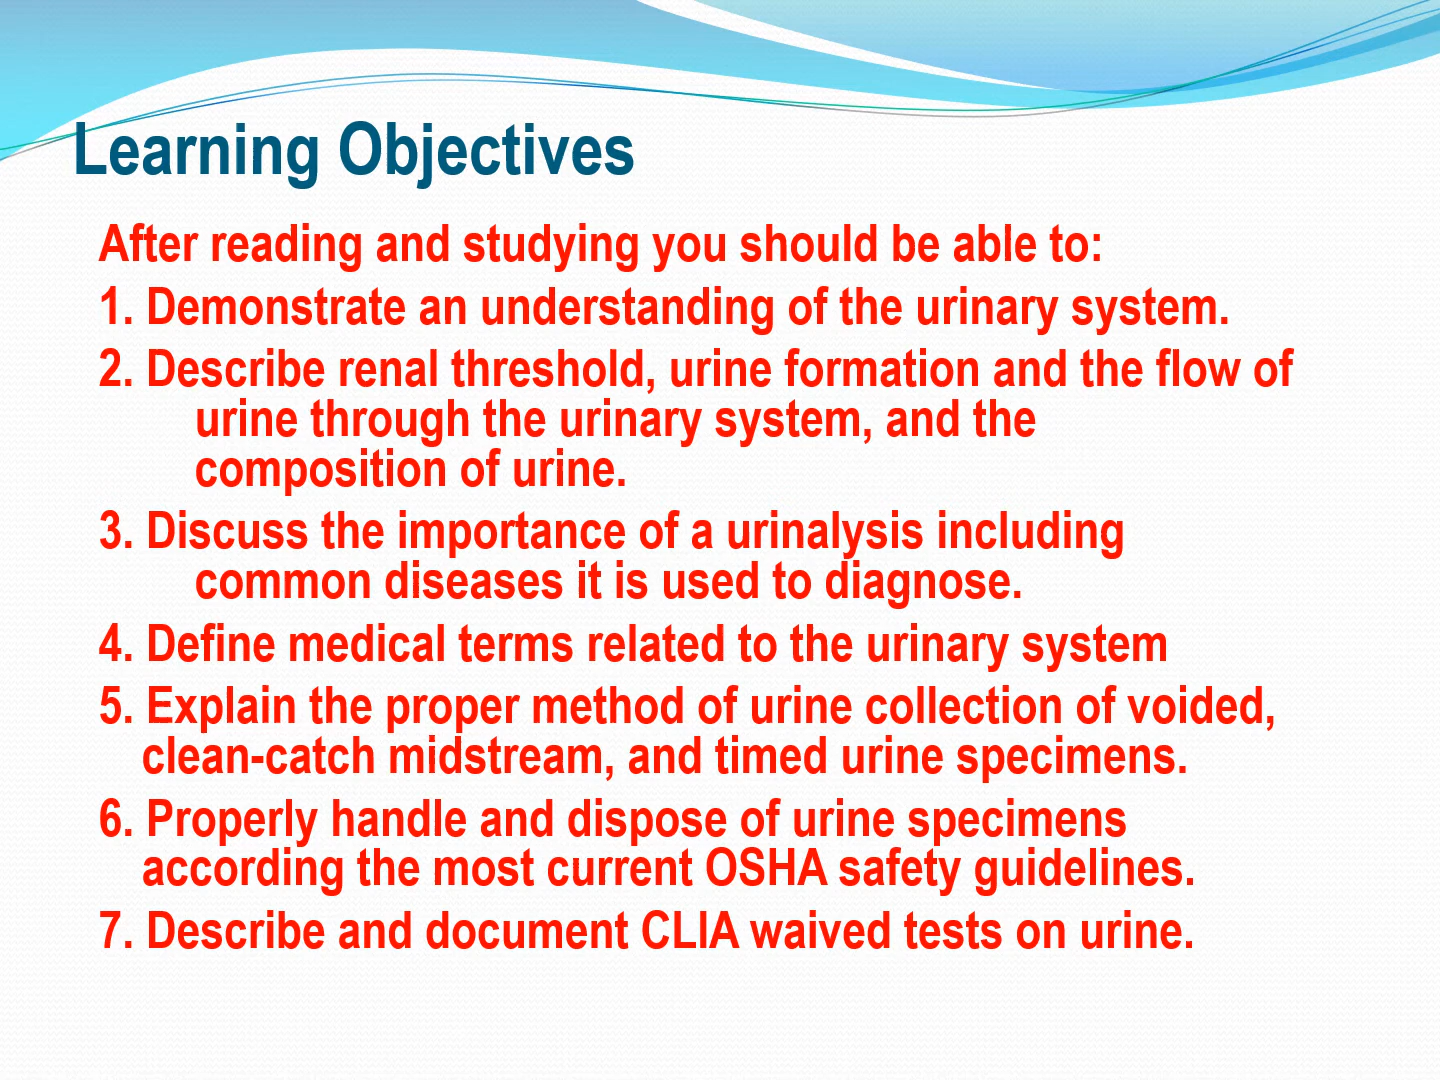 Learning Objectives
After reading and studying you should be able to:
1. Demonstrate an understanding of the urinary system.
2. Describe renal threshold, urine formation and the flow of
urine through the urinary system, and the
composition of urine.
3. Discuss the importance of a urinalysis including
common diseases it is used to diagnose.
4. Define medical terms related to the urinary system
5. Explain the proper method of urine collection of voided,
clean-catch midstream, and timed urine specimens.
6. Properly handle and dispose of urine specimens
according the most current OSHA safety guidelines.
7. Describe and document CLIA waived tests on urine.